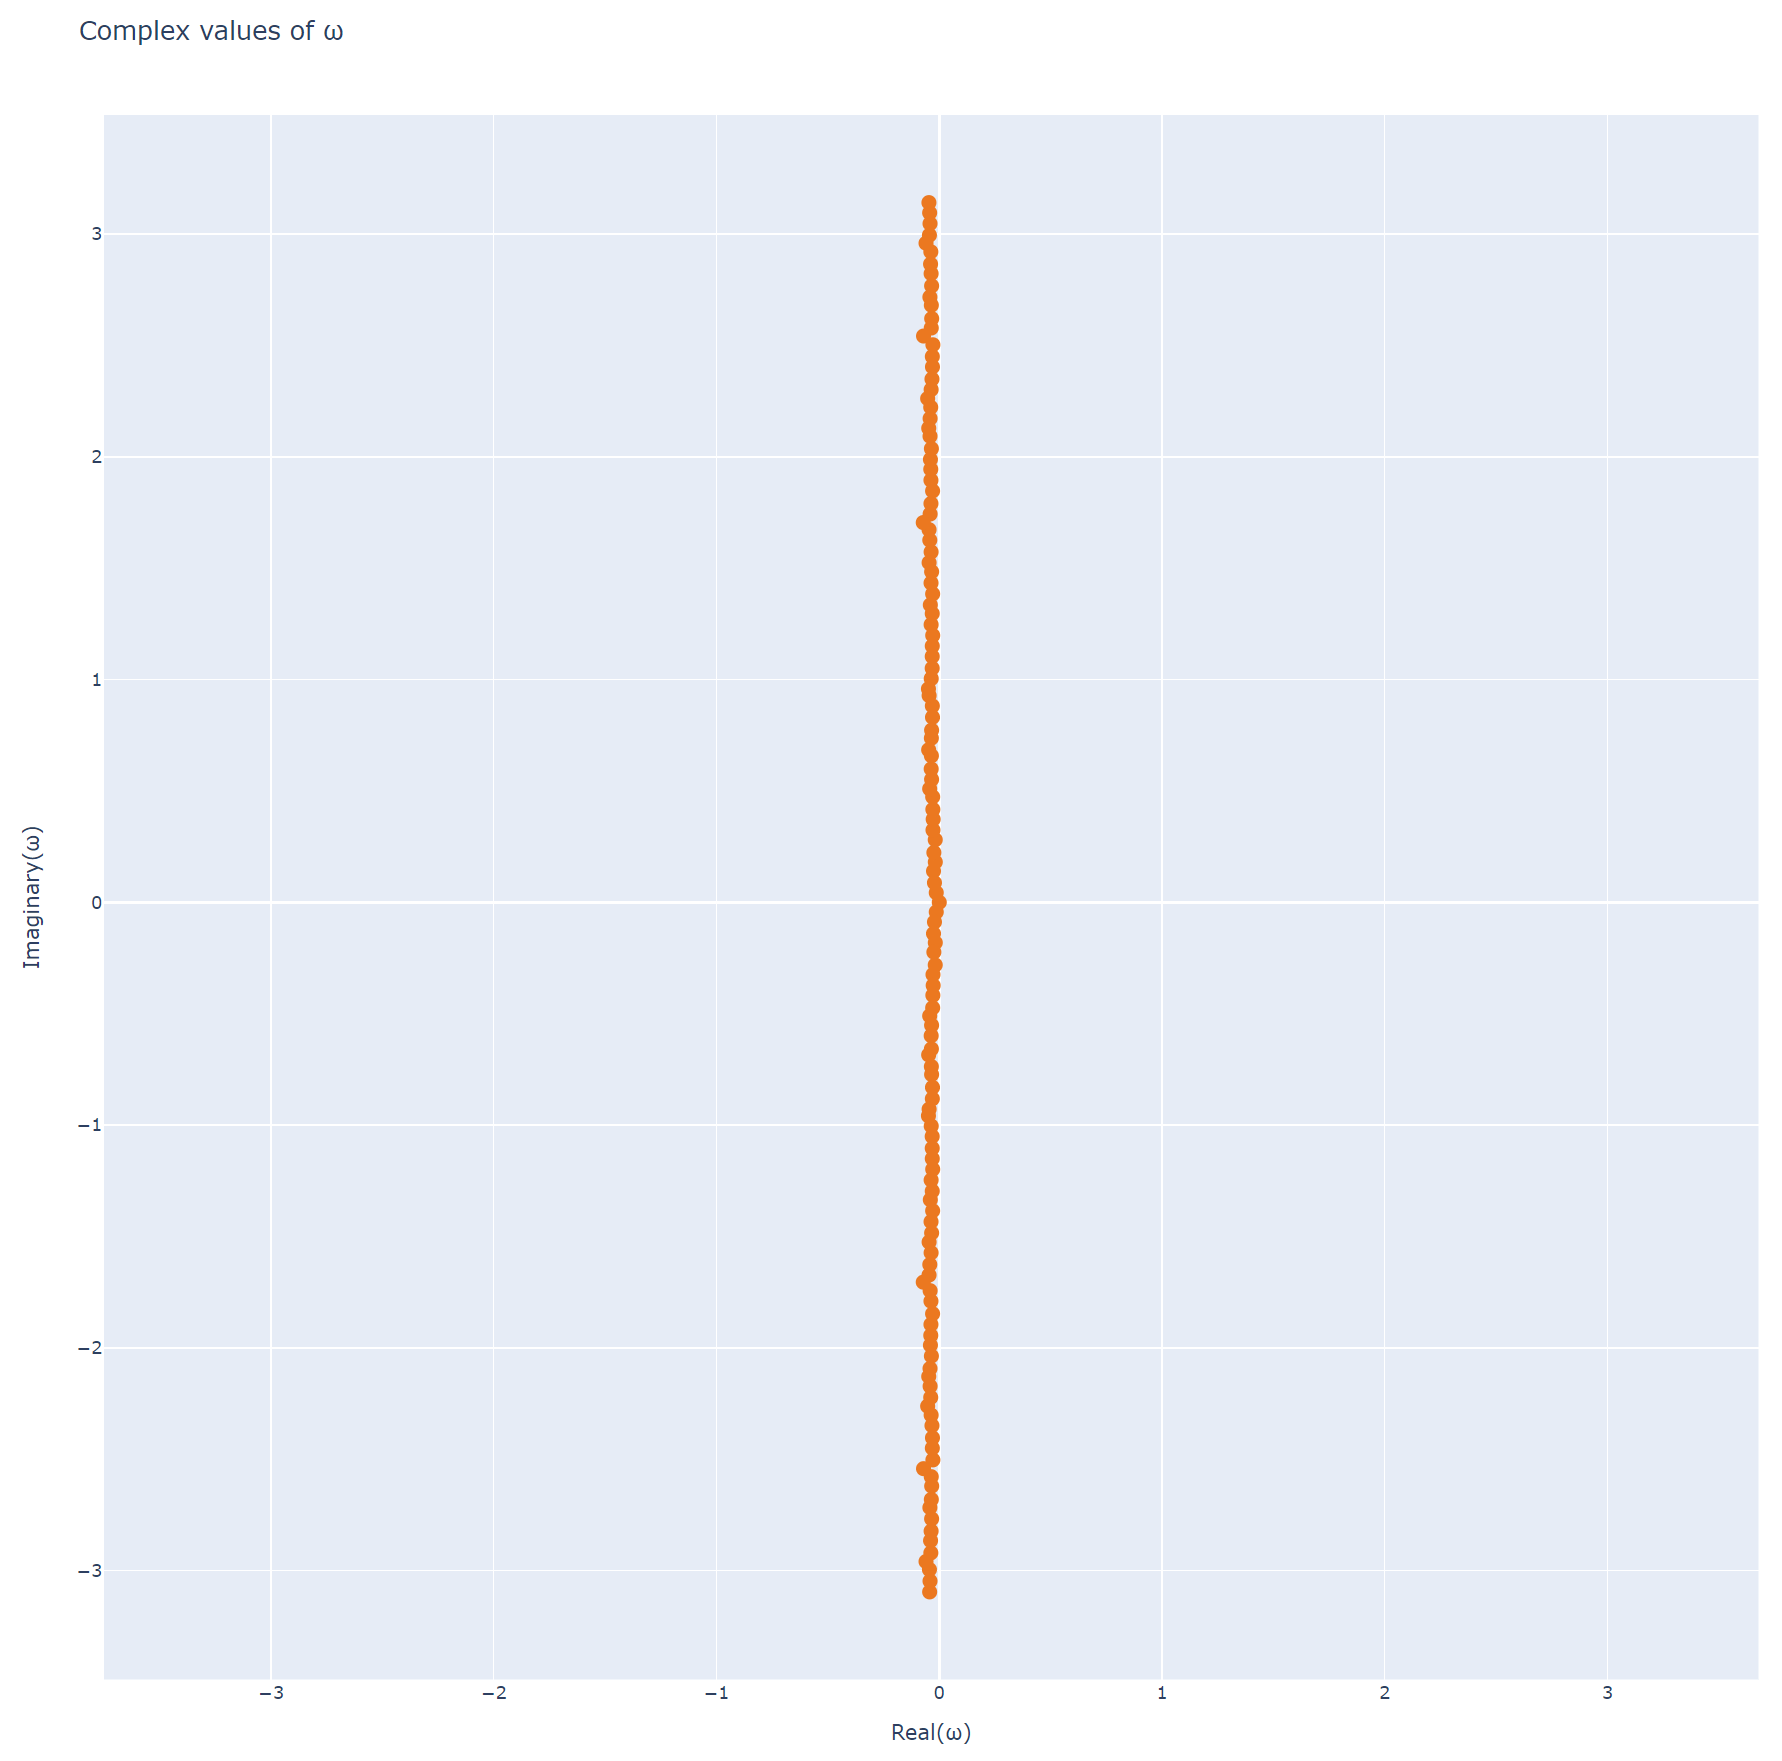 Complex values of ω
3
2
1
0
−1
−2
−3
Imaginary(ω)
−3 −2 −1 0 1 2 3
Real(ω)